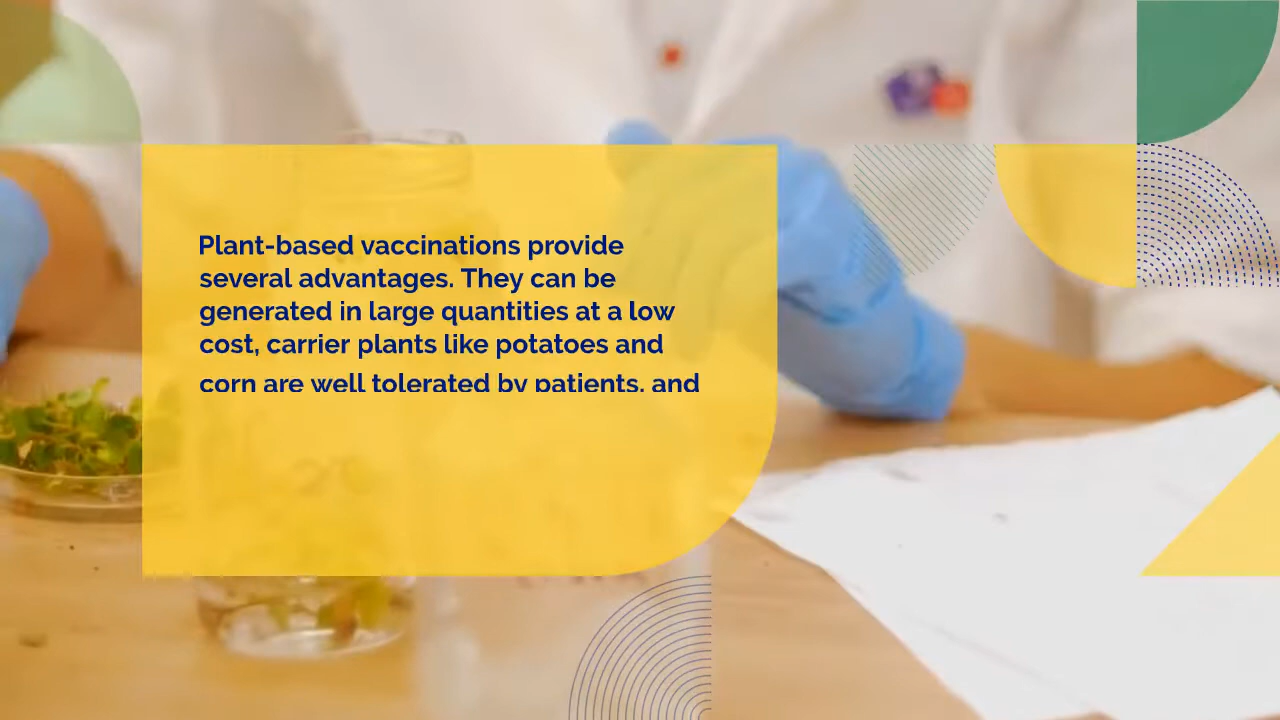 Plant-based vaccinations provide
several advantages. They can be
generated in large quantities at a low
cost, carrier plants like potatoes and
corn are well tolerated by patients, and